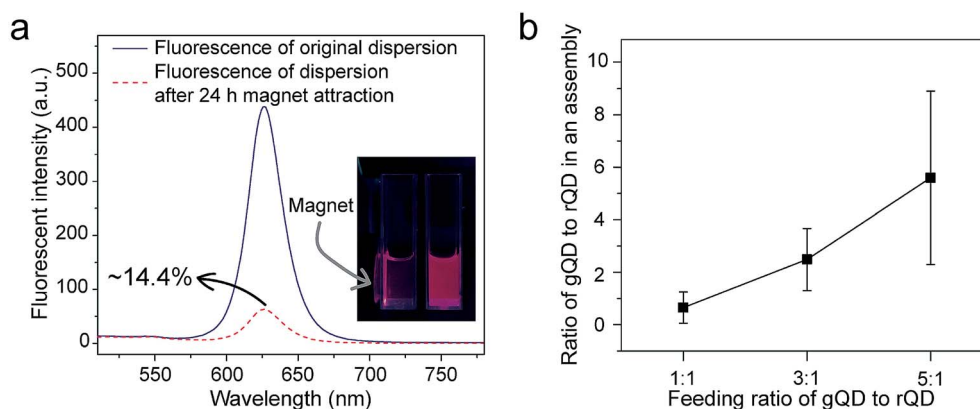 a
Fluorescence of original dispersion
Fluorescence of dispersion
after 24 h magnet attraction
Fluorescent intensity (a.u.)
500
400
300
200
100
0
Magnet
~14.4%
550
600
650
700
750
Wavelength (nm)
b
Ratio of gQD to rQD in an assembly
10
8
6
4
2
0
1:1
3:1
5:1
Feeding ratio of gQD to rQD